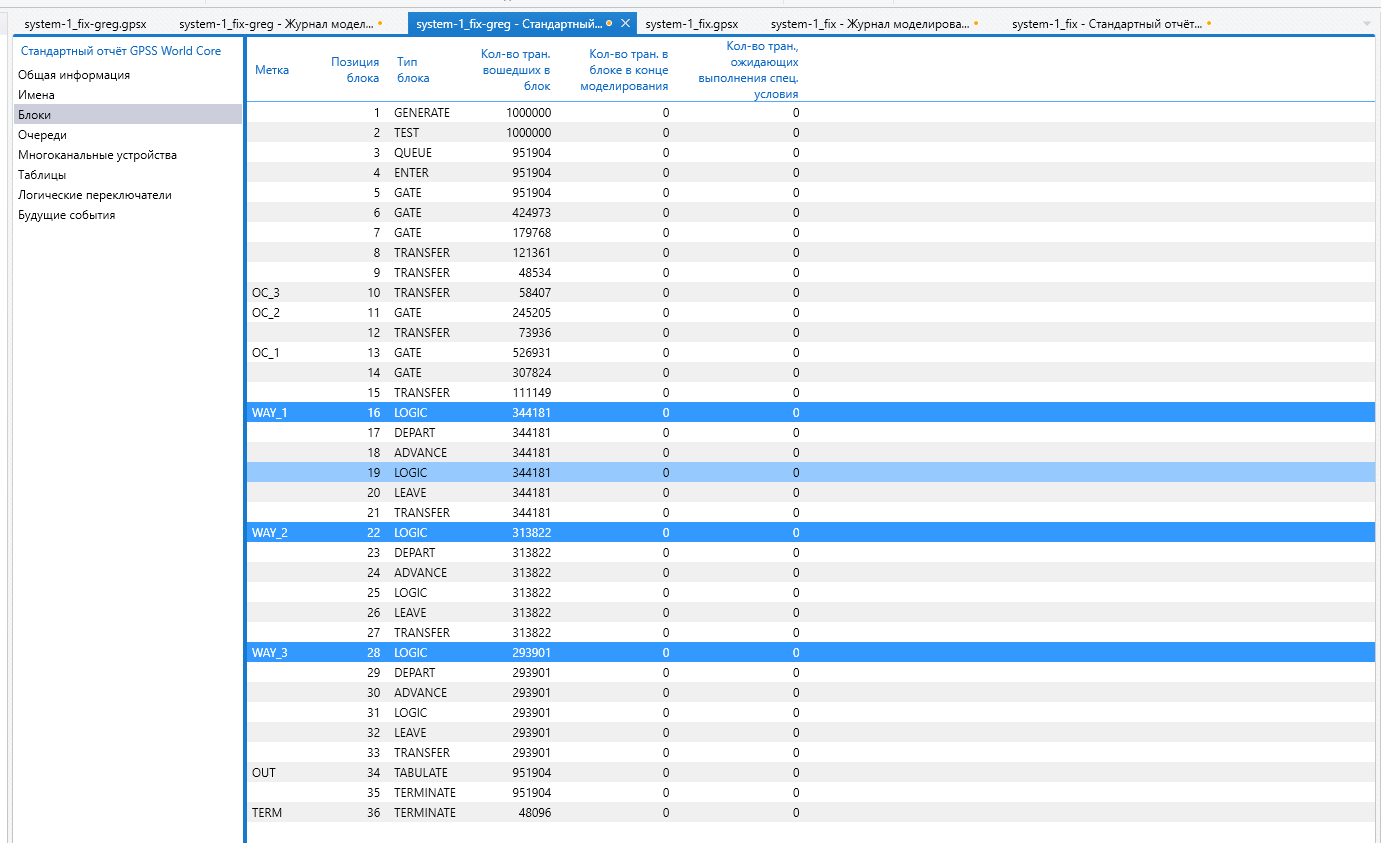 system-1_fix-greg.gpsx system-1_fix-greg - Журнал модел... system-1_fix-greg - Стандартный... system-1_fix.gpsx system-1_fix - Журнал моделирова... system-1_fix - Стандартный отчёт...
Стандартный отчёт GPSS World Core
Общая информация
Имена
Блоки
Очереди
Многоканальные устройства
Таблицы
Логические переключатели
Будущие события
Метка
Позиция
блока
Тип
блока
Кол-во тран.
вошедших в
блок
Кол-во тран. в
блоке в конце
моделирования
Кол-во тран.,
ожидающих
выполнения спец.
условия
1 GENERATE 1000000 0 0
2 TEST 1000000 0 0
3 QUEUE 951904 0 0
4 ENTER 951904 0 0
5 GATE 951904 0 0
6 GATE 424973 0 0
7 GATE 179768 0 0
8 TRANSFER 121361 0 0
9 TRANSFER 48534 0 0
OC_3 10 TRANSFER 58407 0 0
OC_2 11 GATE 245205 0 0
12 TRANSFER 73936 0 0
OC_1 13 GATE 526931 0 0
14 GATE 307824 0 0
15 TRANSFER 111149 0 0
WAY_1 16 LOGIC 344181 0 0
17 DEPART 344181 0 0
18 ADVANCE 344181 0 0
19 LOGIC 344181 0 0
20 LEAVE 344181 0 0
21 TRANSFER 344181 0 0
WAY_2 22 LOGIC 313822 0 0
23 DEPART 313822 0 0
24 ADVANCE 313822 0 0
25 LOGIC 313822 0 0
26 LEAVE 313822 0 0
27 TRANSFER 313822 0 0
WAY_3 28 LOGIC 293901 0 0
29 DEPART 293901 0 0
30 ADVANCE 293901 0 0
31 LOGIC 293901 0 0
32 LEAVE 293901 0 0
33 TRANSFER 293901 0 0
OUT 34 TABULATE 951904 0 0
35 TERMINATE 951904 0 0
TERM 36 TERMINATE 48096 0 0